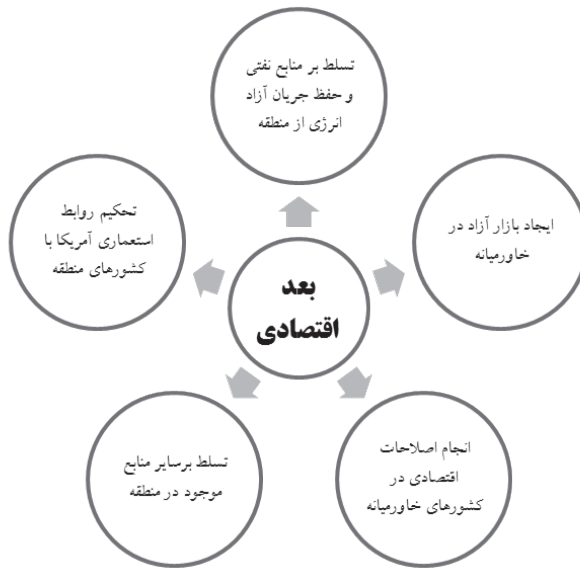 تسلط بر منابع نفتی
و حفظ جریان آزاد
انرژی از منطقه
ایجاد بازار آزاد در
خاورمیانه
تحکیم روابط
استعماری آمریکا با
کشورهای منطقه
بعد
اقتصادی
انجام اصلاحات
اقتصادی در
کشورهای خاورمیانه
تسلط برسایر منابع
موجود در منطقه